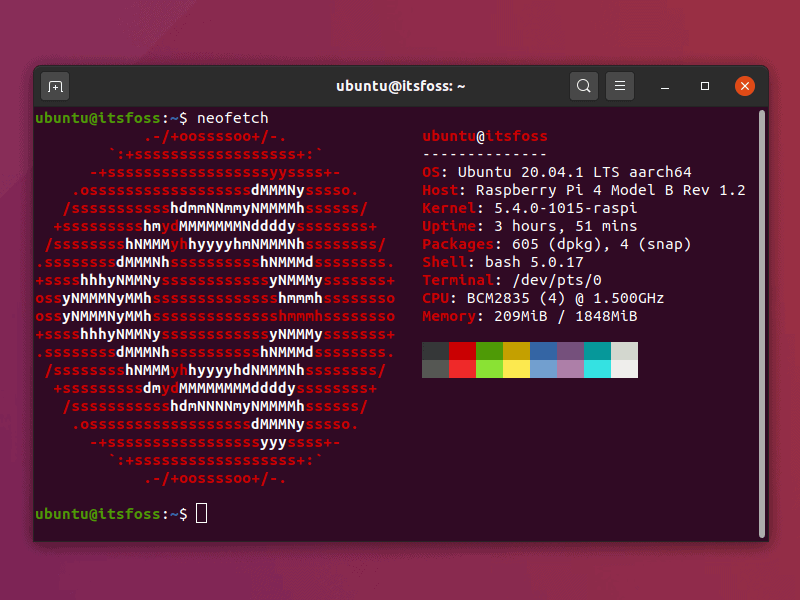 ubuntu@itsfoss: ~
ubuntu@itsfoss:~$ neofetch
.-/+oossssoo+/-.
`:+ssssssssssssssssss+:`
-+ssssssssssssssssssyyssss+-
.ossssssssssssssssssdMMMNysssso.
/ssssssssssshdmmNNmmyNMMMMhssssss/
+ssssssssshmydMMMMMMMNddddyssssssss+
/sssssssshNMMMyhhyyyyhmNMMMNhssssssss/
.ssssssssdMMMNhsssssssssshNMMMdssssssss.
+sssshhhyNMMNyssssssssssssyNMMMysssssss+
ossyNMMMNyMMhsssssssssssssshmmmhssssssso
ossyNMMMNyMMhsssssssssssssshmmmhssssssso
+sssshhhyNMMNyssssssssssssyNMMMysssssss+
.ssssssssdMMMNhsssssssssshNMMMdssssssss.
/sssssssshNMMMyhhyyyyhdNMMMNhssssssss/
+sssssssssdmydMMMMMMMMddddyssssssss+
/ssssssssssshdmNNNNmyNMMMMhssssss/
.ossssssssssssssssssdMMMNysssso.
-+sssssssssssssssssyyyssss+-
`:+ssssssssssssssssss+:`
.-/+oossssoo+/-.
ubuntu@itsfoss
--------------
OS: Ubuntu 20.04.1 LTS aarch64
Host: Raspberry Pi 4 Model B Rev 1.2
Kernel: 5.4.0-1015-raspi
Uptime: 3 hours, 51 mins
Packages: 605 (dpkg), 4 (snap)
Shell: bash 5.0.17
Terminal: /dev/pts/0
CPU: BCM2835 (4) @ 1.500GHz
Memory: 209MiB / 1848MiB
ubuntu@itsfoss:~$